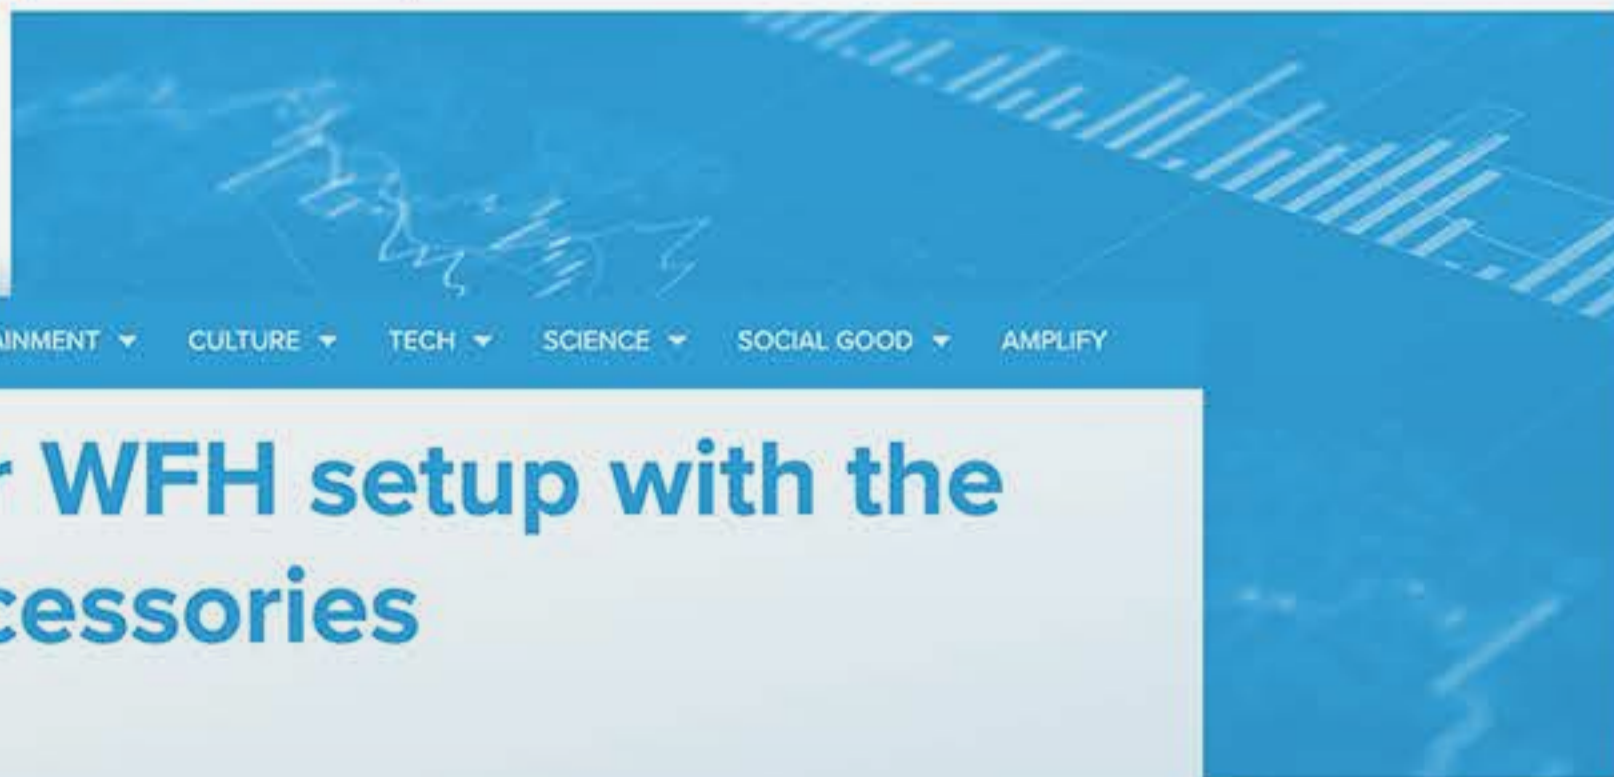 AINMENT CULTURE TECH SCIENCE SOCIAL GOOD AMPLIFY
r WFH setup with the
cessories